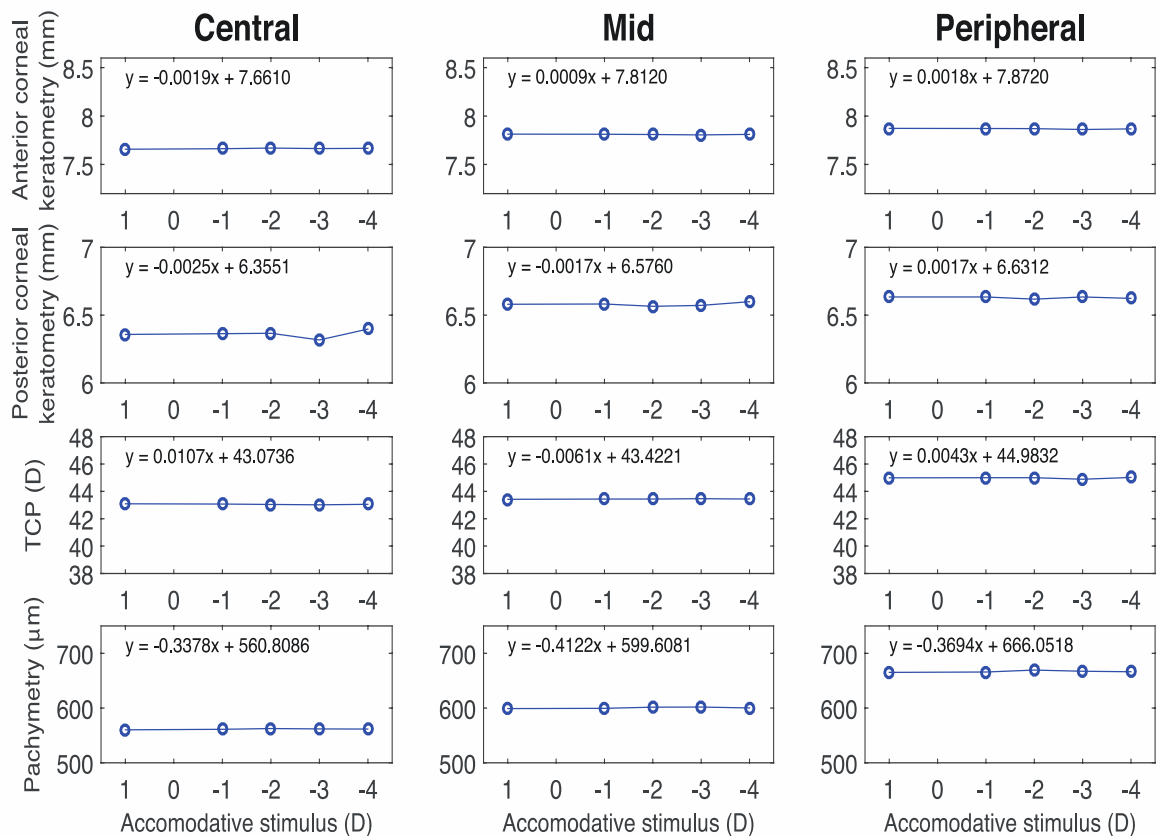 Central Mid Peripheral
Anterior corneal
keratometry (mm)
8.5
8
7.5
y = -0.0019x + 7.6610
1 0 -1 -2 -3 -4
8.5
8
7.5
y = 0.0009x + 7.8120
1 0 -1 -2 -3 -4
8.5
8
7.5
y = 0.0018x + 7.8720
1 0 -1 -2 -3 -4
Posterior corneal
keratometry (mm)
7
6.5
6
y = -0.0025x + 6.3551
1 0 -1 -2 -3 -4
7
6.5
6
y = -0.0017x + 6.5760
1 0 -1 -2 -3 -4
7
6.5
6
y = 0.0017x + 6.6312
1 0 -1 -2 -3 -4
TCP (D)
48
46
44
42
40
38
y = 0.0107x + 43.0736
1 0 -1 -2 -3 -4
48
46
44
42
40
38
y = -0.0061x + 43.4221
1 0 -1 -2 -3 -4
48
46
44
42
40
38
y = 0.0043x + 44.9832
1 0 -1 -2 -3 -4
Pachymetry (µm)
700
600
500
y = -0.3378x + 560.8086
1 0 -1 -2 -3 -4
Accomodative stimulus (D)
700
600
500
y = -0.4122x + 599.6081
1 0 -1 -2 -3 -4
Accomodative stimulus (D)
700
600
500
y = -0.3694x + 666.0518
1 0 -1 -2 -3 -4
Accomodative stimulus (D)